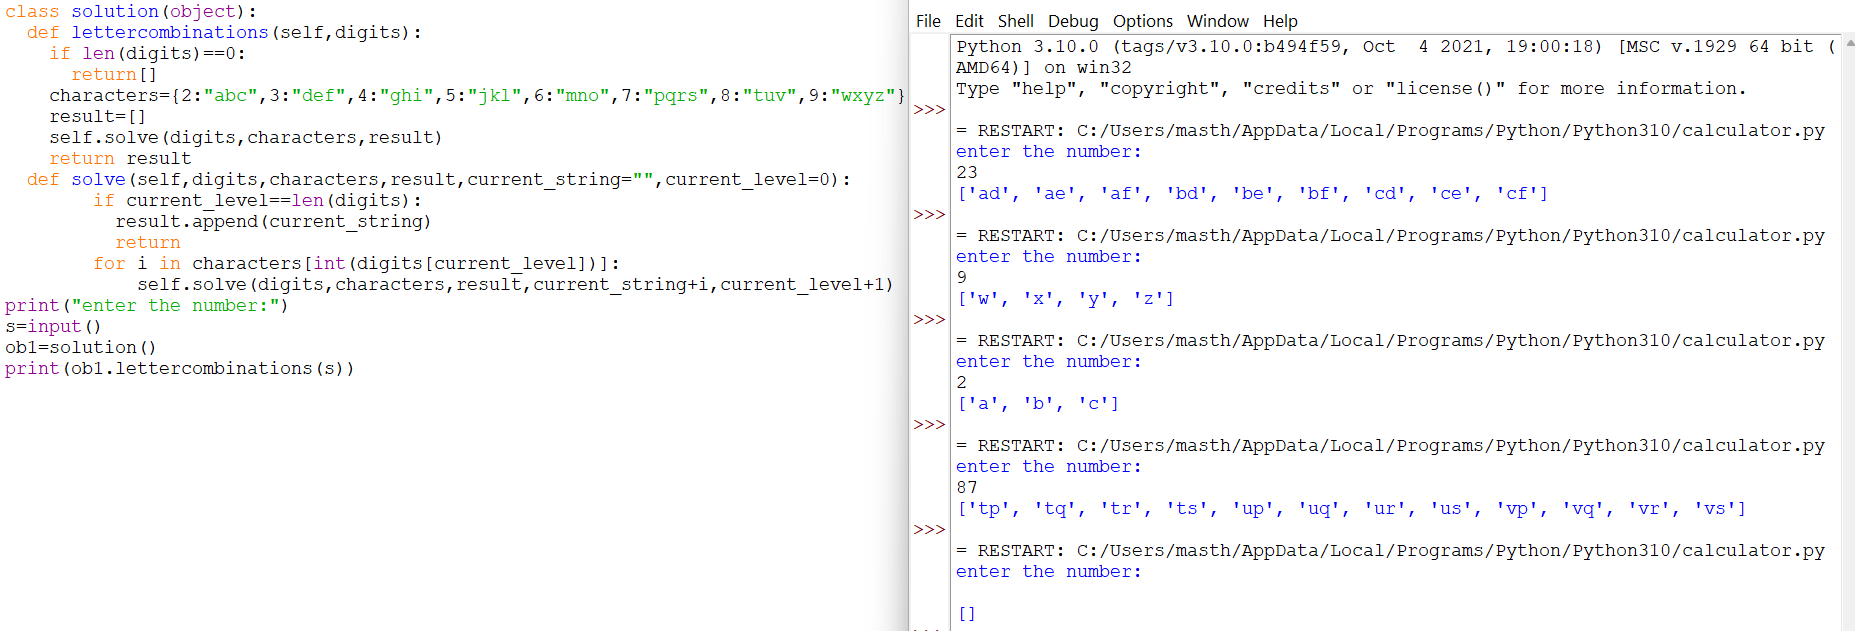 class solution(object):
  def lettercombinations(self,digits):
    if len(digits)==0:
      return[]
    characters={2:"abc",3:"def",4:"ghi",5:"jkl",6:"mno",7:"pqrs",8:"tuv",9:"wxyz"}
    result=[]
    self.solve(digits,characters,result)
    return result
  def solve(self,digits,characters,result,current_string="",current_level=0):
        if current_level==len(digits):
          result.append(current_string)
          return
        for i in characters[int(digits[current_level])]:
            self.solve(digits,characters,result,current_string+i,current_level+1)
print("enter the number:")
s=input()
ob1=solution()
print(ob1.lettercombinations(s))
File Edit Shell Debug Options Window Help
Python 3.10.0 (tags/v3.10.0:b494f59, Oct  4 2021, 19:00:18) [MSC v.1929 64 bit (
AMD64)] on win32
Type "help", "copyright", "credits" or "license()" for more information.
>>>
= RESTART: C:/Users/masth/AppData/Local/Programs/Python/Python310/calculator.py
enter the number:
23
['ad', 'ae', 'af', 'bd', 'be', 'bf', 'cd', 'ce', 'cf']
>>>
= RESTART: C:/Users/masth/AppData/Local/Programs/Python/Python310/calculator.py
enter the number:
9
['w', 'x', 'y', 'z']
>>>
= RESTART: C:/Users/masth/AppData/Local/Programs/Python/Python310/calculator.py
enter the number:
2
['a', 'b', 'c']
>>>
= RESTART: C:/Users/masth/AppData/Local/Programs/Python/Python310/calculator.py
enter the number:
87
['tp', 'tq', 'tr', 'ts', 'up', 'uq', 'ur', 'us', 'vp', 'vq', 'vr', 'vs']
>>>
= RESTART: C:/Users/masth/AppData/Local/Programs/Python/Python310/calculator.py
enter the number:
[]